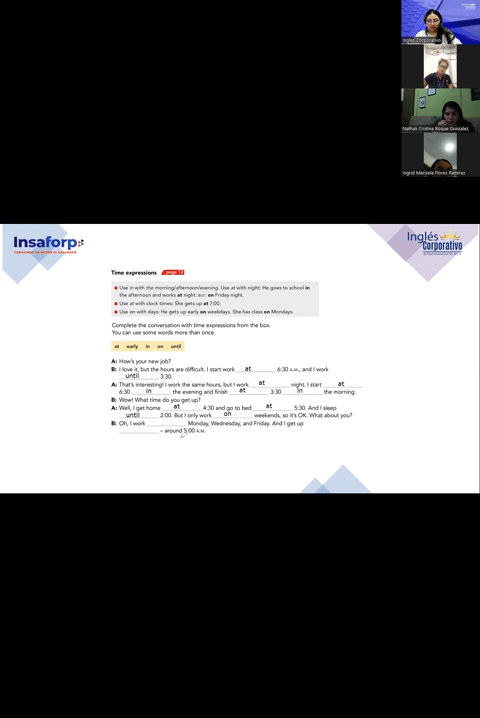 Inglés Corporativo
Nathali Cristina Roque Gonzalez
Ingrid Marisela Flores Ramirez
Insaforp
Inglés
Corporativo
Time expressions page 17
Use in with the morning/afternoon/evening. Use at with night: He goes to school in
the afternoon and works at night. BUT: on Friday night.
Use at with clock times: She gets up at 7:00.
Use on with days: He gets up early on weekdays. She has class on Mondays.
Complete the conversation with time expressions from the box.
You can use some words more than once.
at early in on until
A: How's your new job?
B: I love it, but the hours are difficult. I start work at 6:30 A.M., and I work
until 3:30.
A: That's interesting! I work the same hours, but I work at night. I start at
6:30 in the evening and finish at 3:30 in the morning.
B: Wow! What time do you get up?
A: Well, I get home at 4:30 and go to bed at 5:30. And I sleep
until 2:00. But I only work on weekends, so it's OK. What about you?
B: Oh, I work ____ Monday, Wednesday, and Friday. And I get up
____ – around 5:00 A.M.